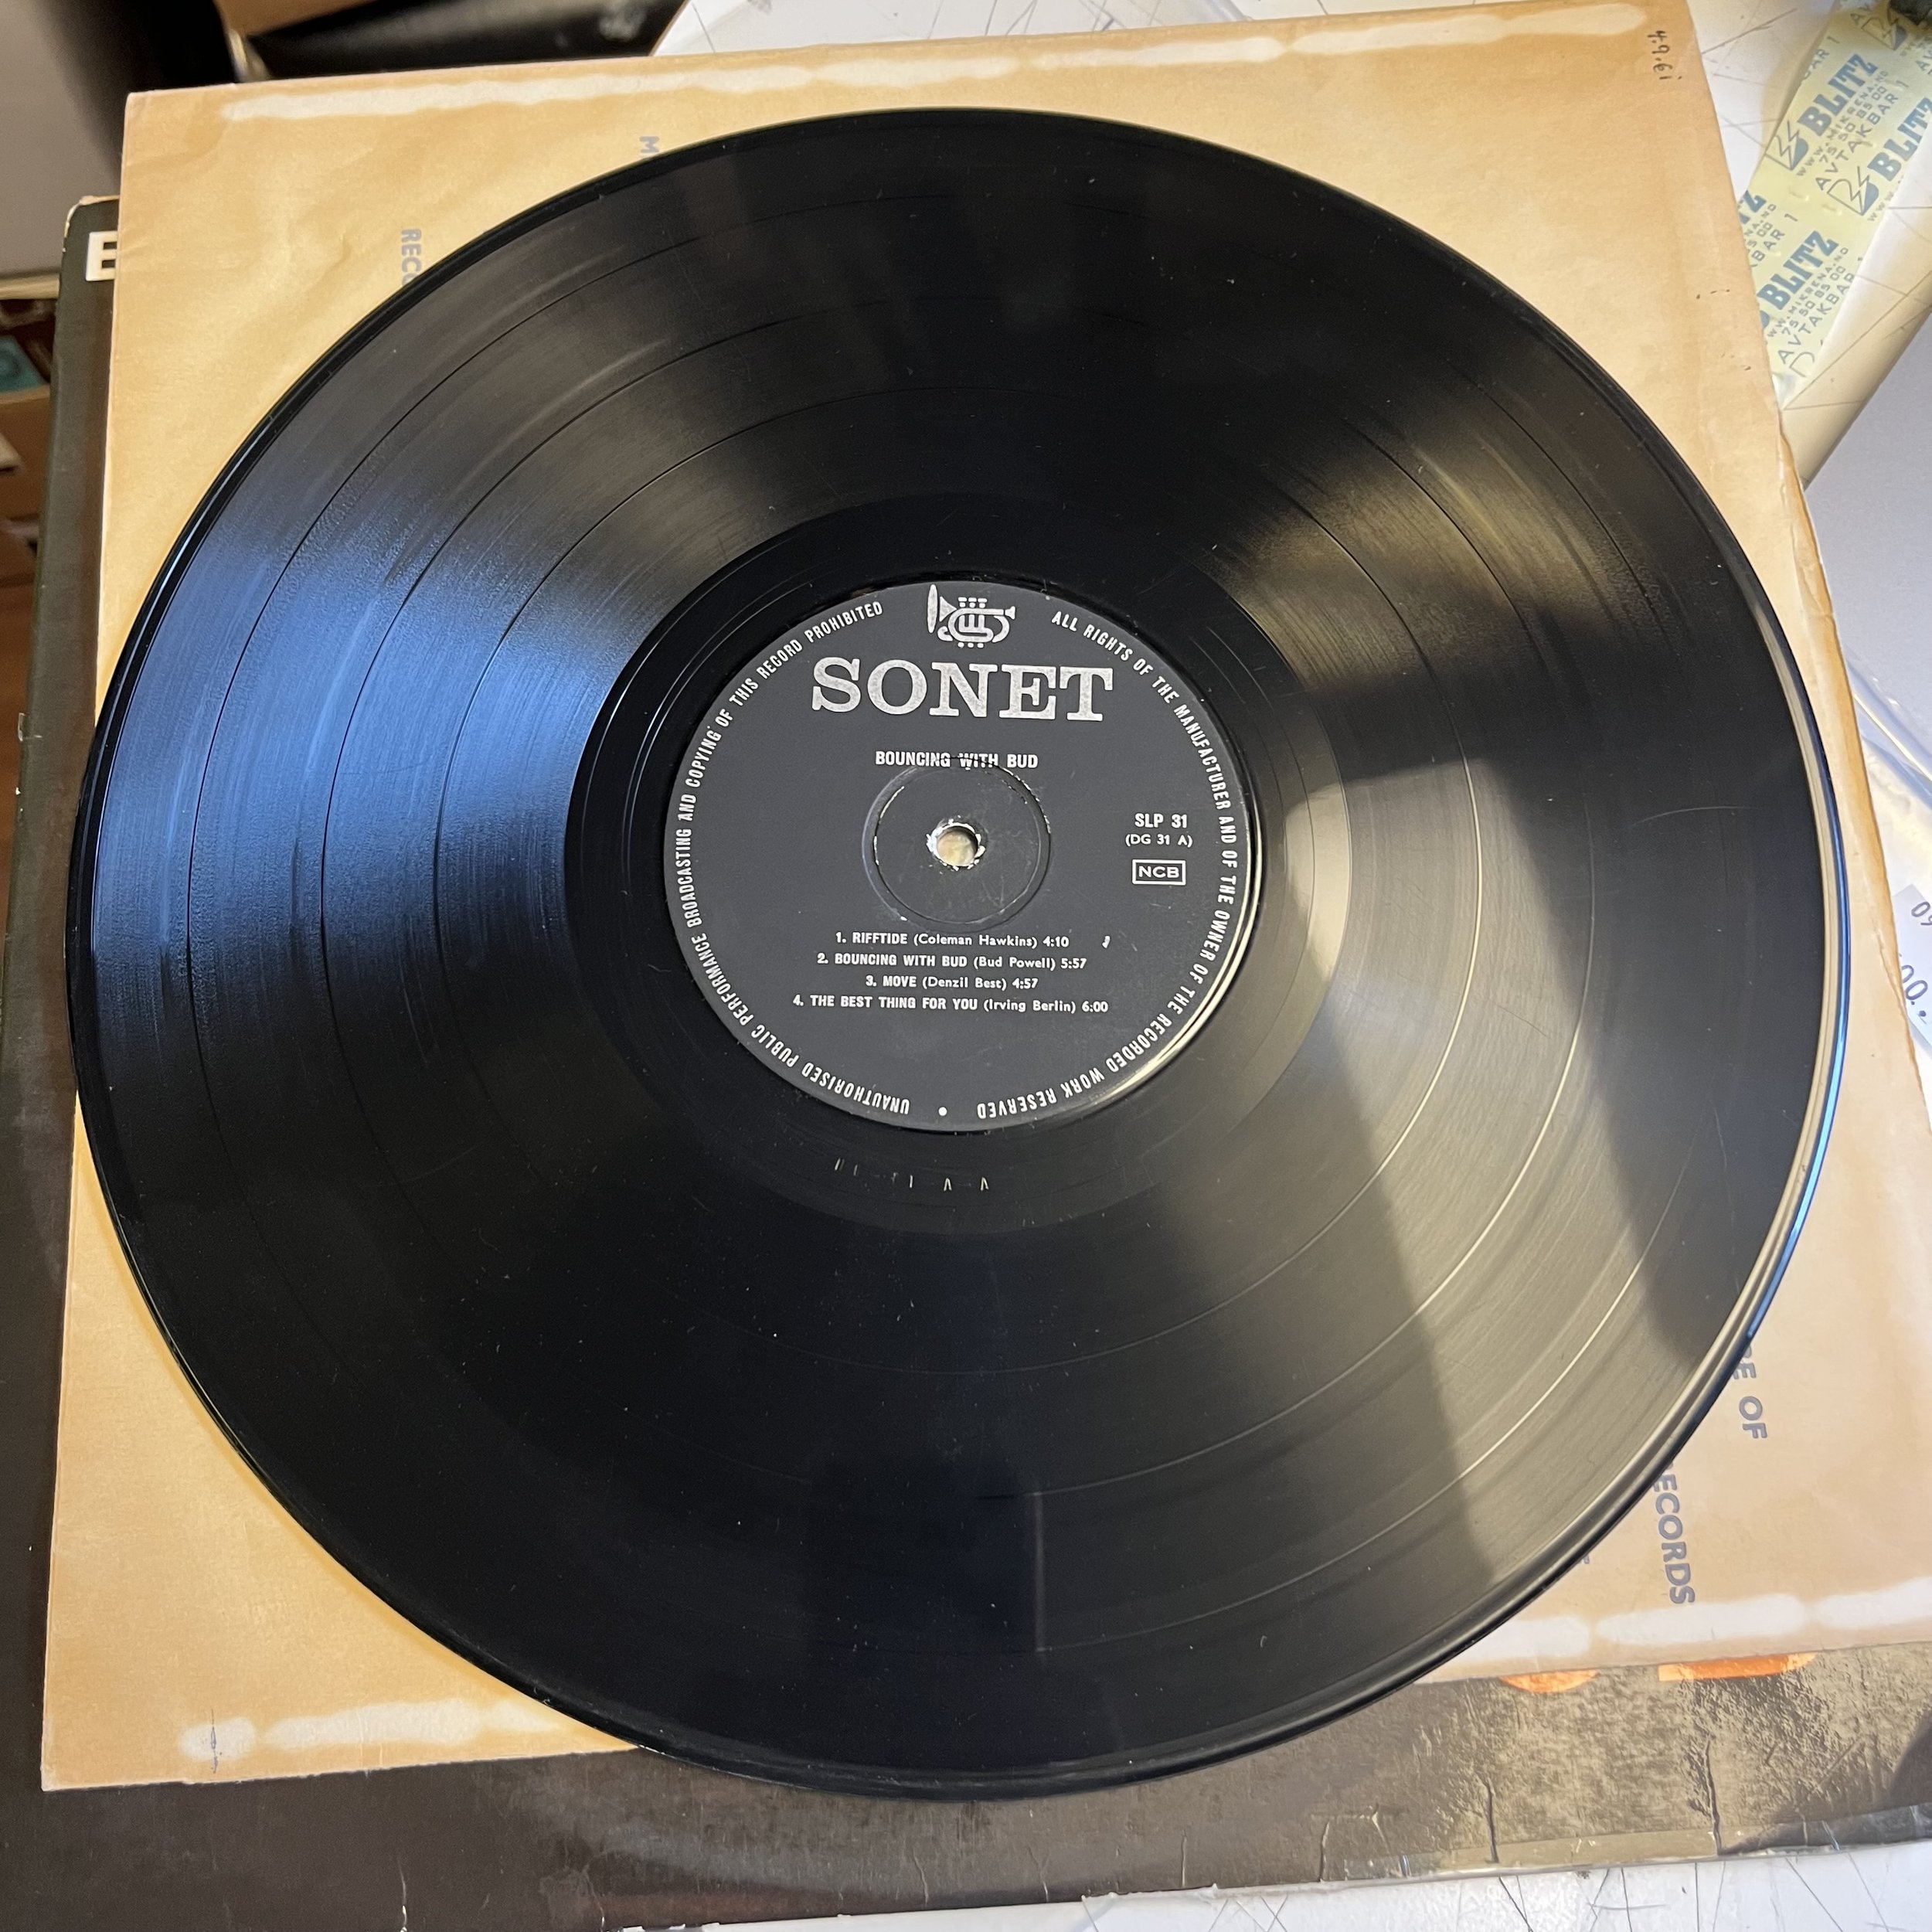 UNAUTHORISED PUBLIC PERFORMANCE BROADCASTING AND COPYING OF THIS RECORD PROHIBITED
ALL RIGHTS OF THE MANUFACTURER AND OF THE OWNER OF THE RECORDED WORK RESERVED
SONET
BOUNCING WITH BUD
SLP 31
(DG 31 A)
NCB
1. RIFFTIDE (Coleman Hawkins) 4:10
2. BOUNCING WITH BUD (Bud Powell) 5:57
3. MOVE (Denzil Best) 4:57
4. THE BEST THING FOR YOU (Irving Berlin) 6:00
OF
RECORDS
BLITZ
AVTAKBAR 1
BLITZ
BLITZ